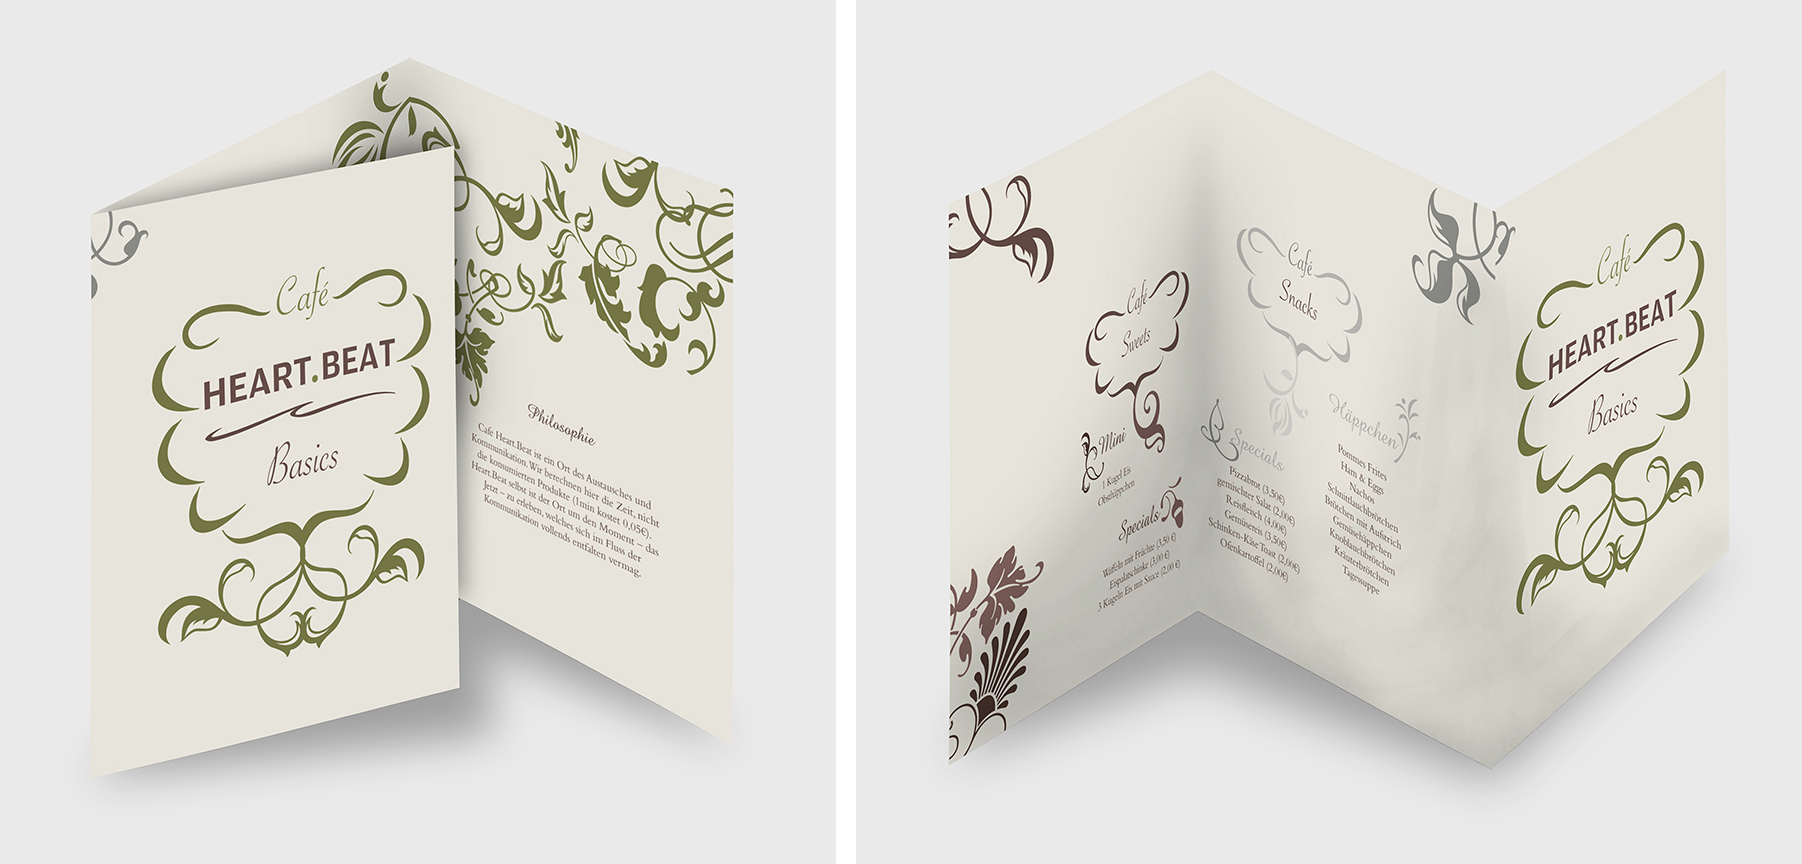 Café
HEART.BEAT
Basics
Philosophie
Cafe Heart.Beat ist ein Ort des Austausches und
Kommunikation. Wir berechnen hier die Zeit, nicht
die konsumierten Produkte (1min kostet 0,05€).
Heart.Beat selbst ist der Ort um den Moment – das
Jetzt – zu erleben, welches sich im Fluss der
Kommunikation vollends entfalten vermag.
Café
Sweets
Mini
1 Kugel Eis
Obsthäppchen
Specials
Waffeln mit Früchte (3,50 €)
Eispalatschinke (3,00 €)
3 Kugeln Eis mit Sauce (2,00 €)
Café
Snacks
Specials
Pizzabrot (3,50€)
gemischter Salat (2,00€)
Reisfleisch (4,00€)
Gemüsereis (3,50€)
Schinken-Käse Toast (2,00€)
Ofenkartoffel (2,00€)
Häppchen
Pommes Frites
Ham & Eggs
Nachos
Schnittlauchbrötchen
Brötchen mit Aufstrich
Gemüsehäppchen
Knoblauchbrötchen
Kräuterbrötchen
Tagessuppe
Café
HEART.BEAT
Basics